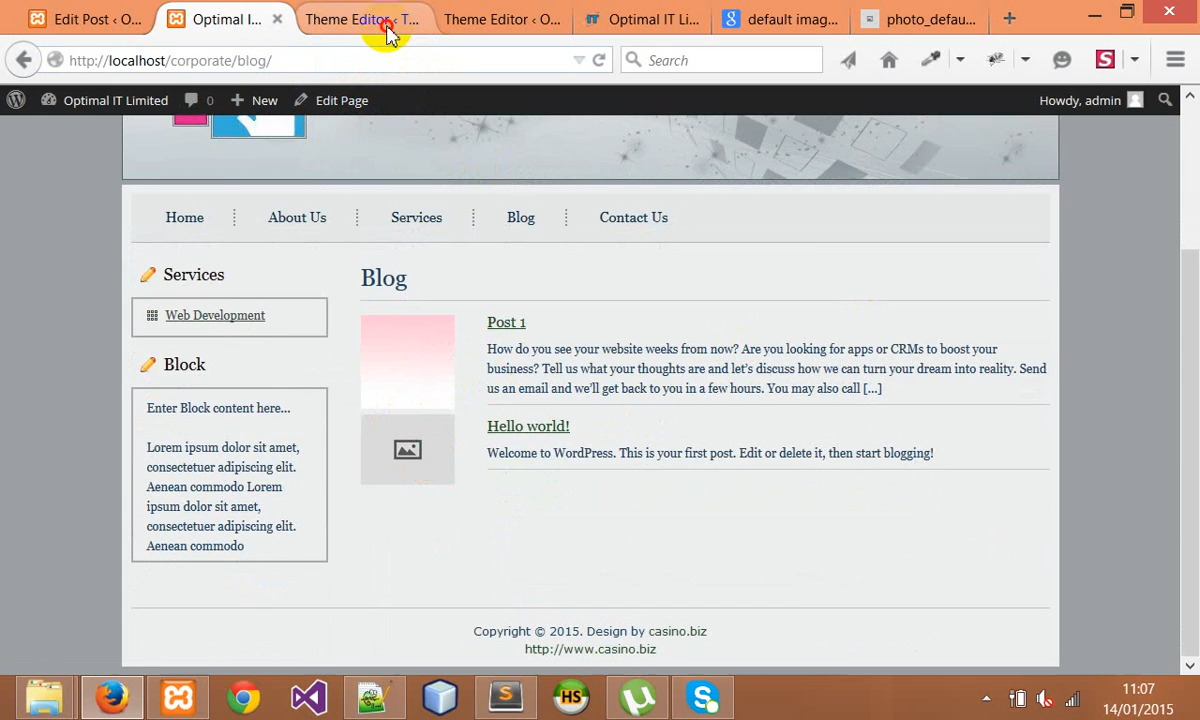 Edit Post ‹ O...
Optimal I...
Theme Editor ‹ T...
Theme Editor ‹ O...
Optimal IT Li...
default imag...
photo_defau...
http://localhost/corporate/blog/
Search
Optimal IT Limited
0
New
Edit Page
Howdy, admin
Home
About Us
Services
Blog
Contact Us
Services
Web Development
Block
Enter Block content here...
Lorem ipsum dolor sit amet,
consectetuer adipiscing elit.
Aenean commodo Lorem
ipsum dolor sit amet,
consectetuer adipiscing elit.
Aenean commodo
Blog
Post 1
How do you see your website weeks from now? Are you looking for apps or CRMs to boost your
business? Tell us what your thoughts are and let's discuss how we can turn your dream into reality. Send
us an email and we'll get back to you in a few hours. You may also call [...]
Hello world!
Welcome to WordPress. This is your first post. Edit or delete it, then start blogging!
Copyright © 2015. Design by casino.biz
http://www.casino.biz
HS
11:07
14/01/2015